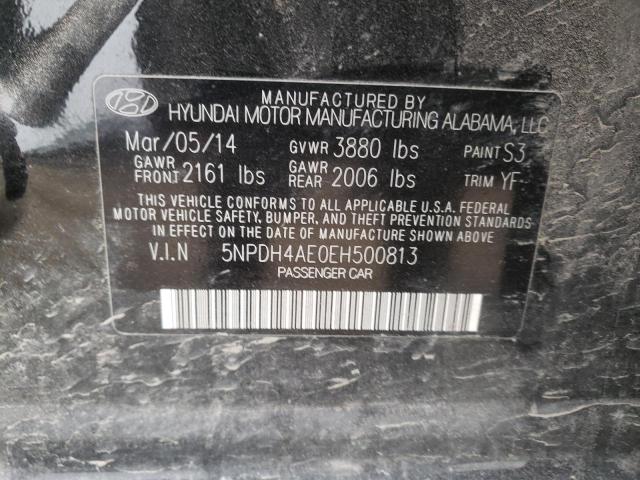 MANUFACTURED BY
HYUNDAI MOTOR MANUFACTURING ALABAMA, LLC
Mar/05/14 GVWR 3880 lbs PAINT S3
GAWR FRONT 2161 lbs GAWR REAR 2006 lbs TRIM YF
THIS VEHICLE CONFORMS TO ALL APPLICABLE U.S.A. FEDERAL
MOTOR VEHICLE SAFETY, BUMPER, AND THEFT PREVENTION STANDARDS
IN EFFECT ON THE DATE OF MANUFACTURE SHOWN ABOVE.
V.I.N 5NPDH4AE0EH500813
PASSENGER CAR